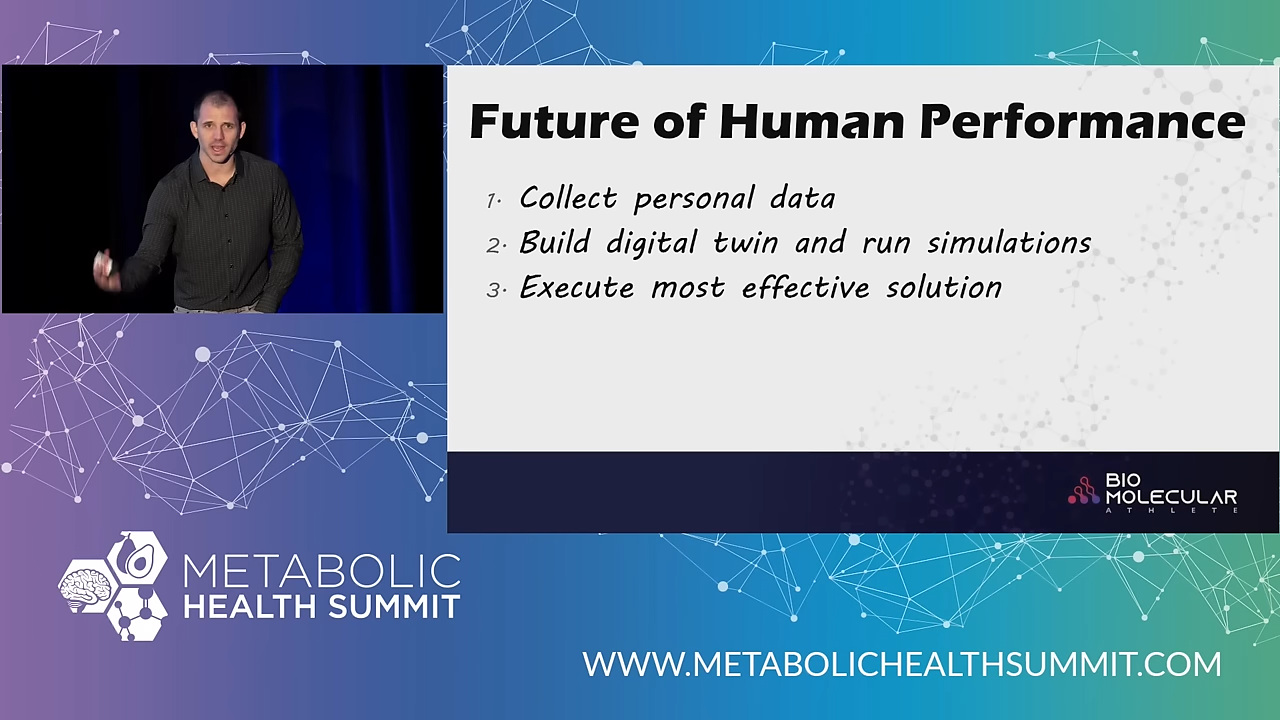 Future of Human Performance
1. Collect personal data
2. Build digital twin and run simulations
3. Execute most effective solution
BIO
MOLECULAR
ATHLETE
METABOLIC
HEALTH SUMMIT
WWW.METABOLICHEALTHSUMMIT.COM